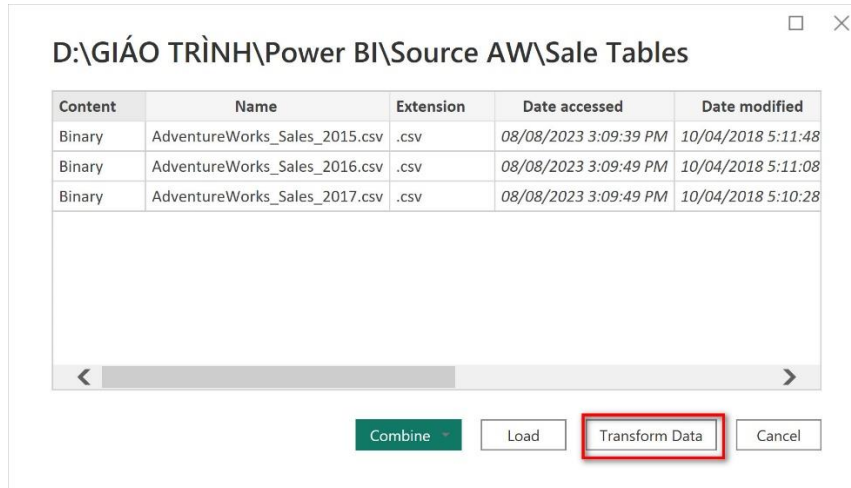 D:\GIÁO TRÌNH\Power BI\Source AW\Sale Tables
Content Name Extension Date accessed Date modified
Binary AdventureWorks_Sales_2015.csv .csv 08/08/2023 3:09:39 PM 10/04/2018 5:11:48
Binary AdventureWorks_Sales_2016.csv .csv 08/08/2023 3:09:49 PM 10/04/2018 5:11:08
Binary AdventureWorks_Sales_2017.csv .csv 08/08/2023 3:09:49 PM 10/04/2018 5:10:28
Combine Load Transform Data Cancel